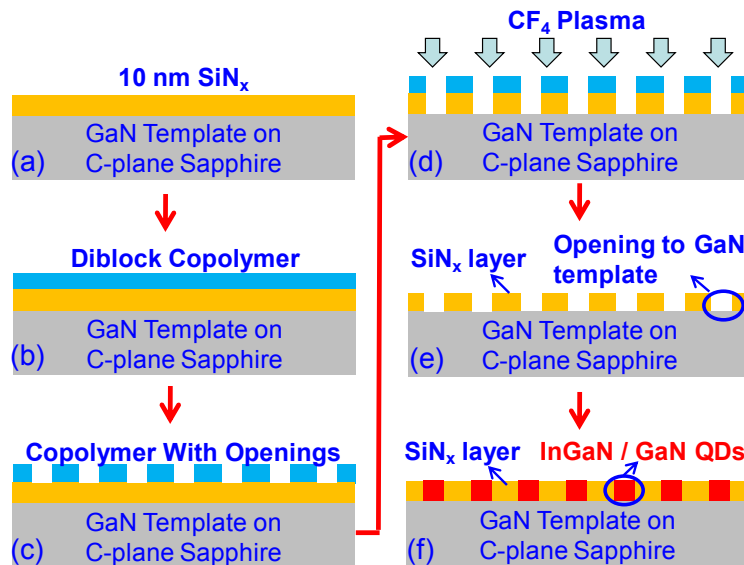 10 nm SiNx
GaN Template on
C-plane Sapphire
(a)
Diblock Copolymer
GaN Template on
C-plane Sapphire
(b)
Copolymer With Openings
GaN Template on
C-plane Sapphire
(c)
CF4 Plasma
GaN Template on
C-plane Sapphire
(d)
SiNx layer
Opening to GaN
template
GaN Template on
C-plane Sapphire
(e)
SiNx layer
InGaN / GaN QDs
GaN Template on
C-plane Sapphire
(f)